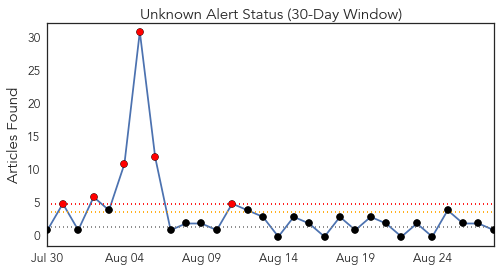 Unknown Alert Status (30-Day Window)
Articles Found
30
25
20
15
10
5
0
Jul 30
Aug 04
Aug 09
Aug 14
Aug 19
Aug 24